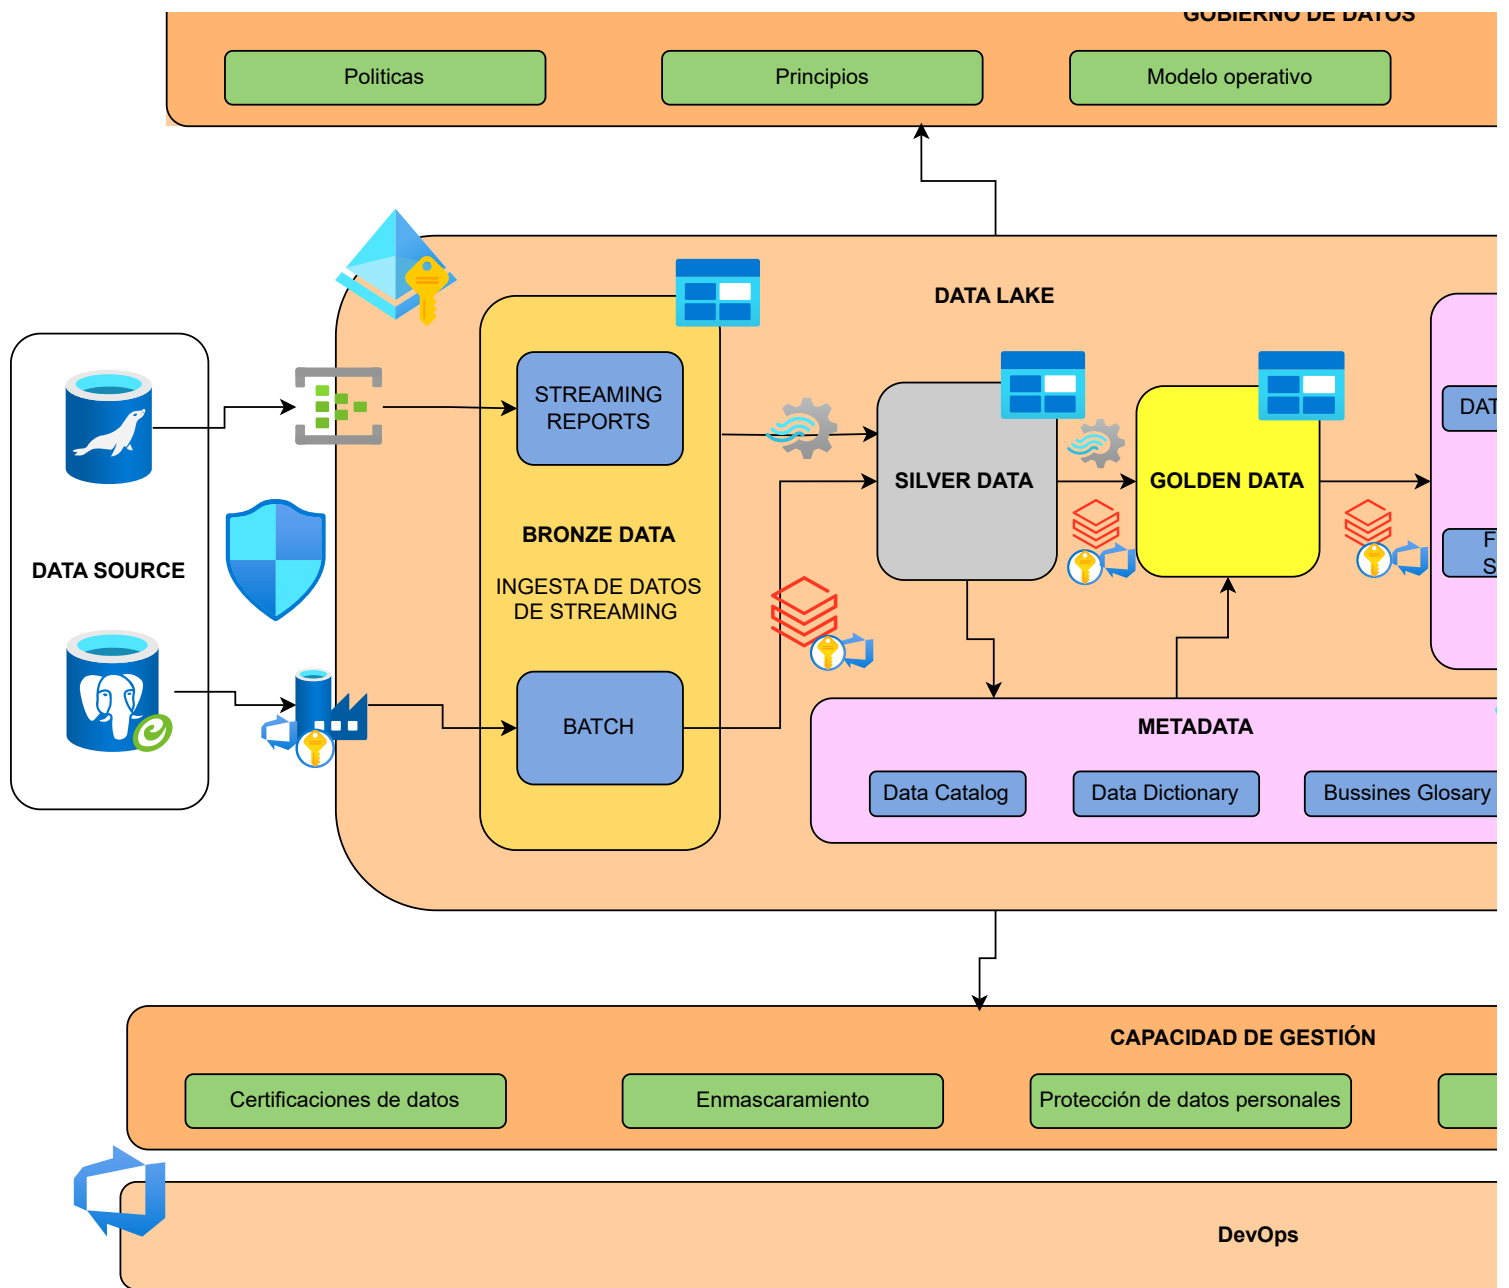 GOBIERNO DE DATOS
Politicas
Principios
Modelo operativo
DATA LAKE
STREAMING
REPORTS
DAT
SILVER DATA
GOLDEN DATA
BRONZE DATA
DATA SOURCE
INGESTA DE DATOS
DE STREAMING
BATCH
METADATA
Data Catalog
Data Dictionary
Bussines Glosary
CAPACIDAD DE GESTIÓN
Certificaciones de datos
Enmascaramiento
Protección de datos personales
DevOps